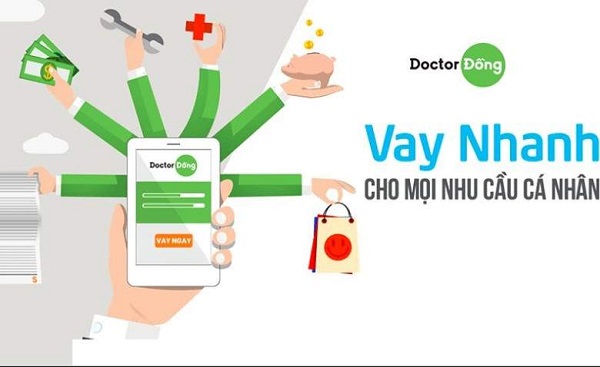 Doctor Đồng
Vay Nhanh
CHO MỌI NHU CẦU CÁ NHÂN
Doctor Đồng
VAY NGAY
$